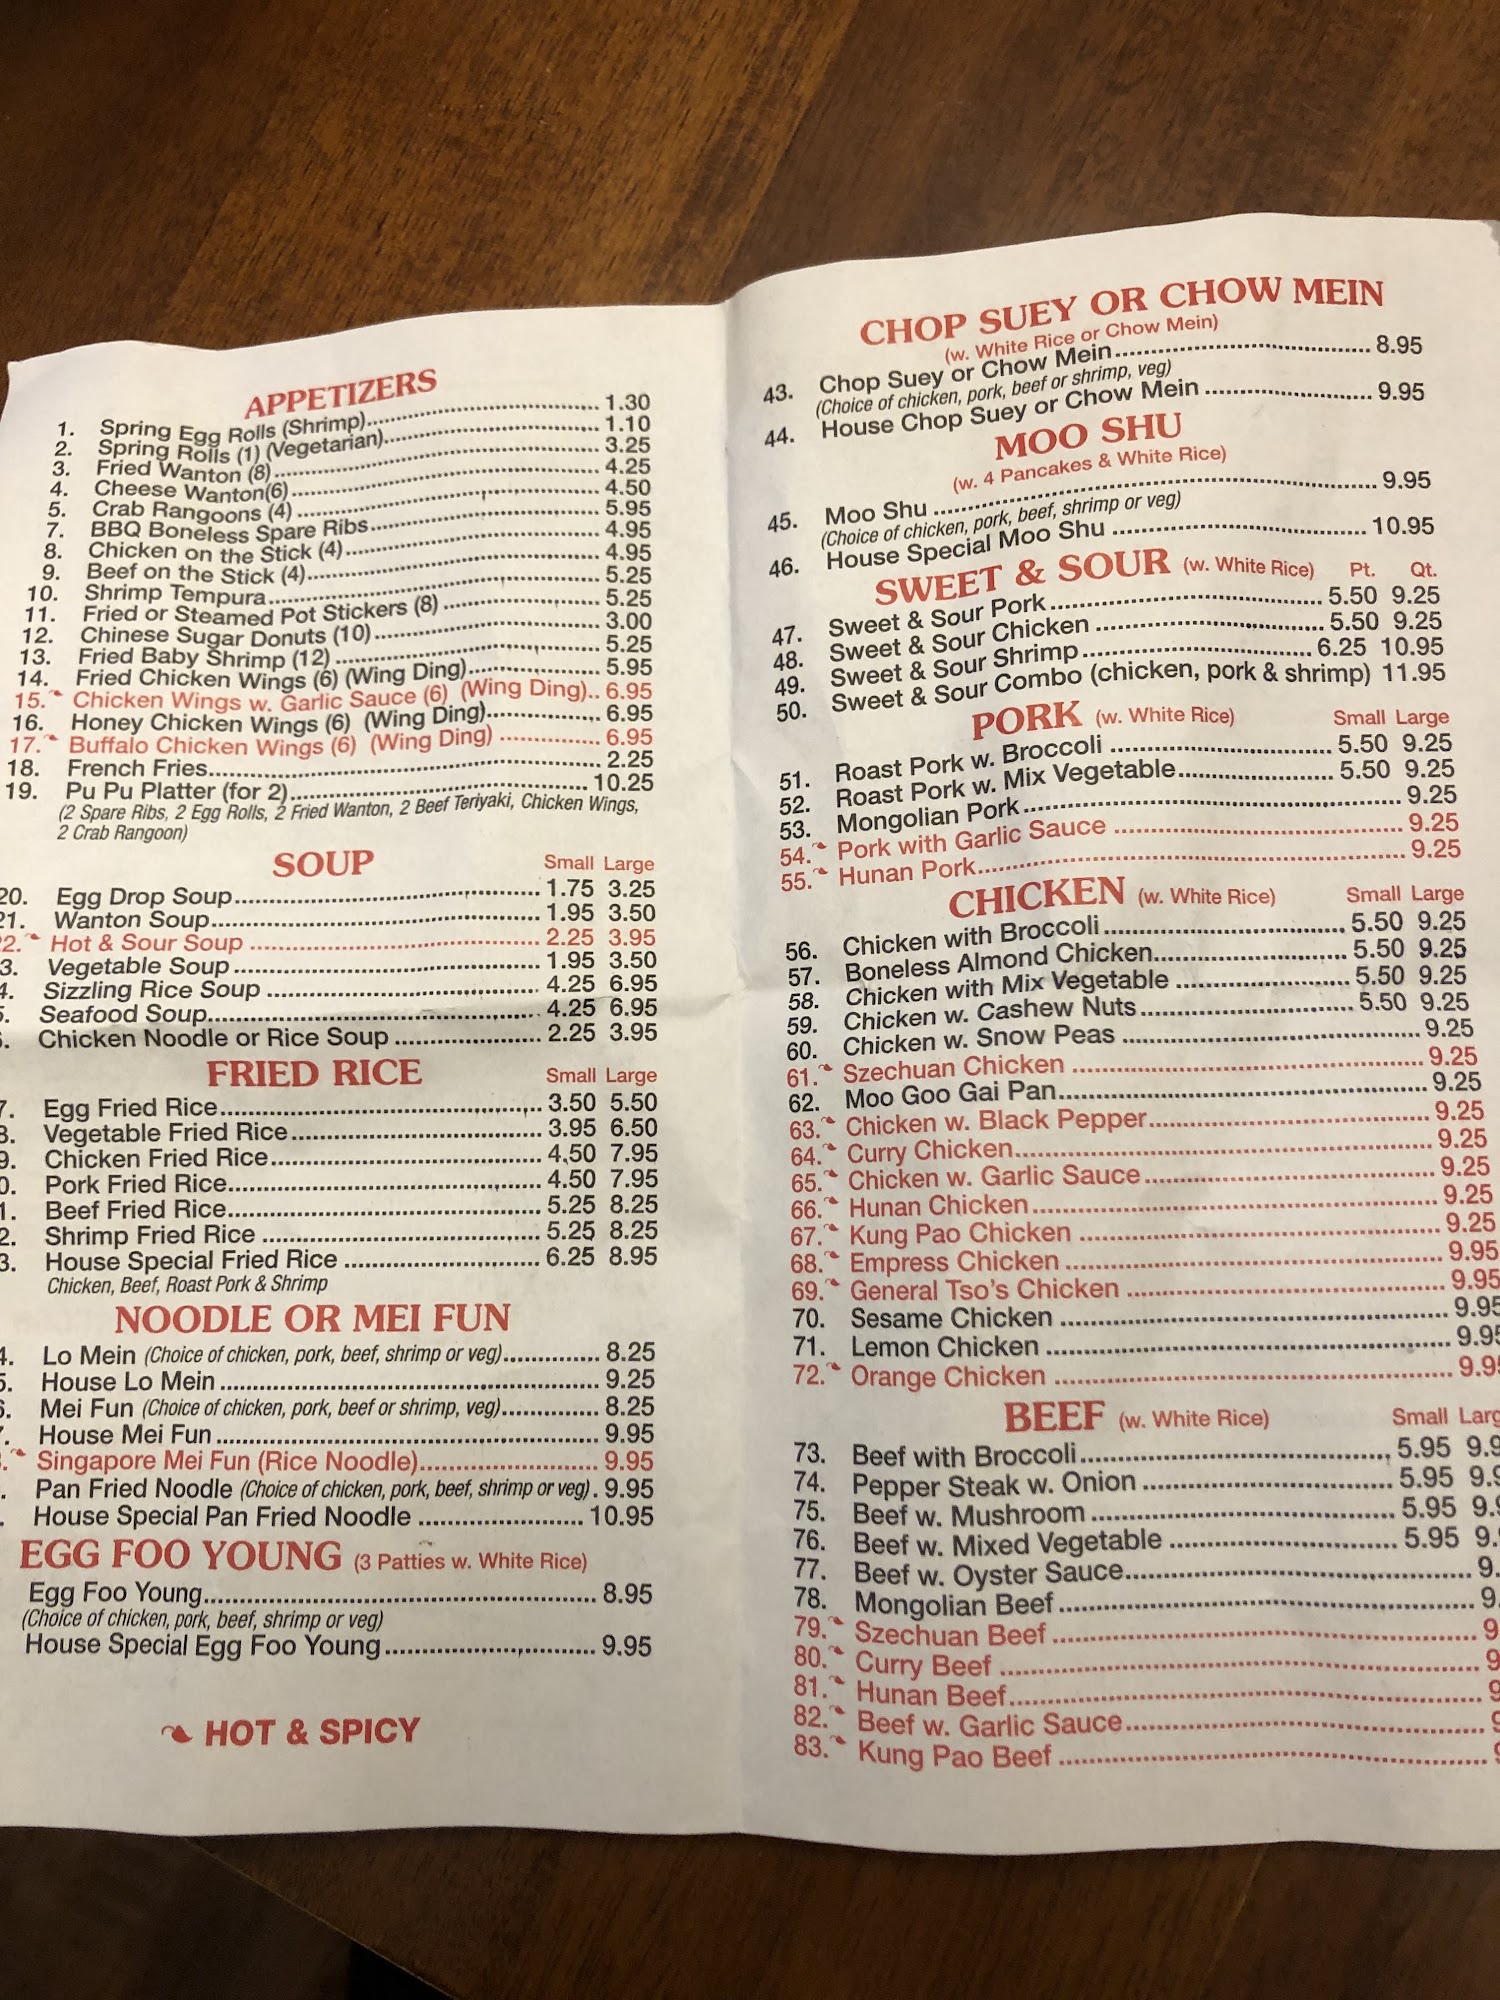 APPETIZERS
1. Spring Egg Rolls (Shrimp) 1.30
2. Spring Rolls (1) (Vegetarian) 1.10
3. Fried Wanton (8) 3.25
4. Cheese Wanton(6) 4.25
5. Crab Rangoons (4) 4.50
7. BBQ Boneless Spare Ribs 5.95
8. Chicken on the Stick (4) 4.95
9. Beef on the Stick (4) 4.95
10. Shrimp Tempura 5.25
11. Fried or Steamed Pot Stickers (8) 5.25
12. Chinese Sugar Donuts (10) 3.00
13. Fried Baby Shrimp (12) 5.25
14. Fried Chicken Wings (6) (Wing Ding) 5.95
15. Chicken Wings w. Garlic Sauce (6) (Wing Ding) 6.95
16. Honey Chicken Wings (6) (Wing Ding) 6.95
17. Buffalo Chicken Wings (6) (Wing Ding) 6.95
18. French Fries 2.25
19. Pu Pu Platter (for 2) 10.25
(2 Spare Ribs, 2 Egg Rolls, 2 Fried Wanton, 2 Beef Teriyaki, Chicken Wings,
2 Crab Rangoon)
SOUP Small Large
20. Egg Drop Soup 1.75 3.25
21. Wanton Soup 1.95 3.50
2. Hot & Sour Soup 2.25 3.95
3. Vegetable Soup 1.95 3.50
4. Sizzling Rice Soup 4.25 6.95
Seafood Soup 4.25 6.95
Chicken Noodle or Rice Soup 2.25 3.95
FRIED RICE Small Large
7. Egg Fried Rice 3.50 5.50
8. Vegetable Fried Rice 3.95 6.50
9. Chicken Fried Rice 4.50 7.95
0. Pork Fried Rice 4.50 7.95
1. Beef Fried Rice 5.25 8.25
2. Shrimp Fried Rice 5.25 8.25
3. House Special Fried Rice 6.25 8.95
Chicken, Beef, Roast Pork & Shrimp
NOODLE OR MEI FUN
4. Lo Mein (Choice of chicken, pork, beef, shrimp or veg) 8.25
5. House Lo Mein 9.25
6. Mei Fun (Choice of chicken, pork, beef or shrimp, veg) 8.25
7. House Mei Fun 9.95
Singapore Mei Fun (Rice Noodle) 9.95
Pan Fried Noodle (Choice of chicken, pork, beef, shrimp or veg) 9.95
House Special Pan Fried Noodle 10.95
EGG FOO YOUNG (3 Patties w. White Rice)
Egg Foo Young 8.95
(Choice of chicken, pork, beef, shrimp or veg)
House Special Egg Foo Young 9.95
HOT & SPICY
CHOP SUEY OR CHOW MEIN
(w. White Rice or Chow Mein)
43. Chop Suey or Chow Mein 8.95
(Choice of chicken, pork, beef or shrimp, veg)
44. House Chop Suey or Chow Mein 9.95
MOO SHU
(w. 4 Pancakes & White Rice)
45. Moo Shu 9.95
(Choice of chicken, pork, beef, shrimp or veg)
46. House Special Moo Shu 10.95
SWEET & SOUR (w. White Rice) Pt. Qt.
47. Sweet & Sour Pork 5.50 9.25
48. Sweet & Sour Chicken 5.50 9.25
49. Sweet & Sour Shrimp 6.25 10.95
50. Sweet & Sour Combo (chicken, pork & shrimp) 11.95
PORK (w. White Rice) Small Large
51. Roast Pork w. Broccoli 5.50 9.25
52. Roast Pork w. Mix Vegetable 5.50 9.25
53. Mongolian Pork 9.25
54. Pork with Garlic Sauce 9.25
55. Hunan Pork 9.25
CHICKEN (w. White Rice) Small Large
56. Chicken with Broccoli 5.50 9.25
57. Boneless Almond Chicken 5.50 9.25
58. Chicken with Mix Vegetable 5.50 9.25
59. Chicken w. Cashew Nuts 5.50 9.25
60. Chicken w. Snow Peas 9.25
61. Szechuan Chicken 9.25
62. Moo Goo Gai Pan 9.25
63. Chicken w. Black Pepper 9.25
64. Curry Chicken 9.25
65. Chicken w. Garlic Sauce 9.25
66. Hunan Chicken 9.25
67. Kung Pao Chicken 9.25
68. Empress Chicken 9.95
69. General Tso's Chicken 9.95
70. Sesame Chicken 9.95
71. Lemon Chicken 9.95
72. Orange Chicken 9.95
BEEF (w. White Rice) Small Larg
73. Beef with Broccoli 5.95 9.9
74. Pepper Steak w. Onion 5.95 9.9
75. Beef w. Mushroom 5.95 9.9
76. Beef w. Mixed Vegetable 5.95 9.
77. Beef w. Oyster Sauce 9.
78. Mongolian Beef 9.
79. Szechuan Beef 9
80. Curry Beef 9
81. Hunan Beef 9
82. Beef w. Garlic Sauce
83. Kung Pao Beef